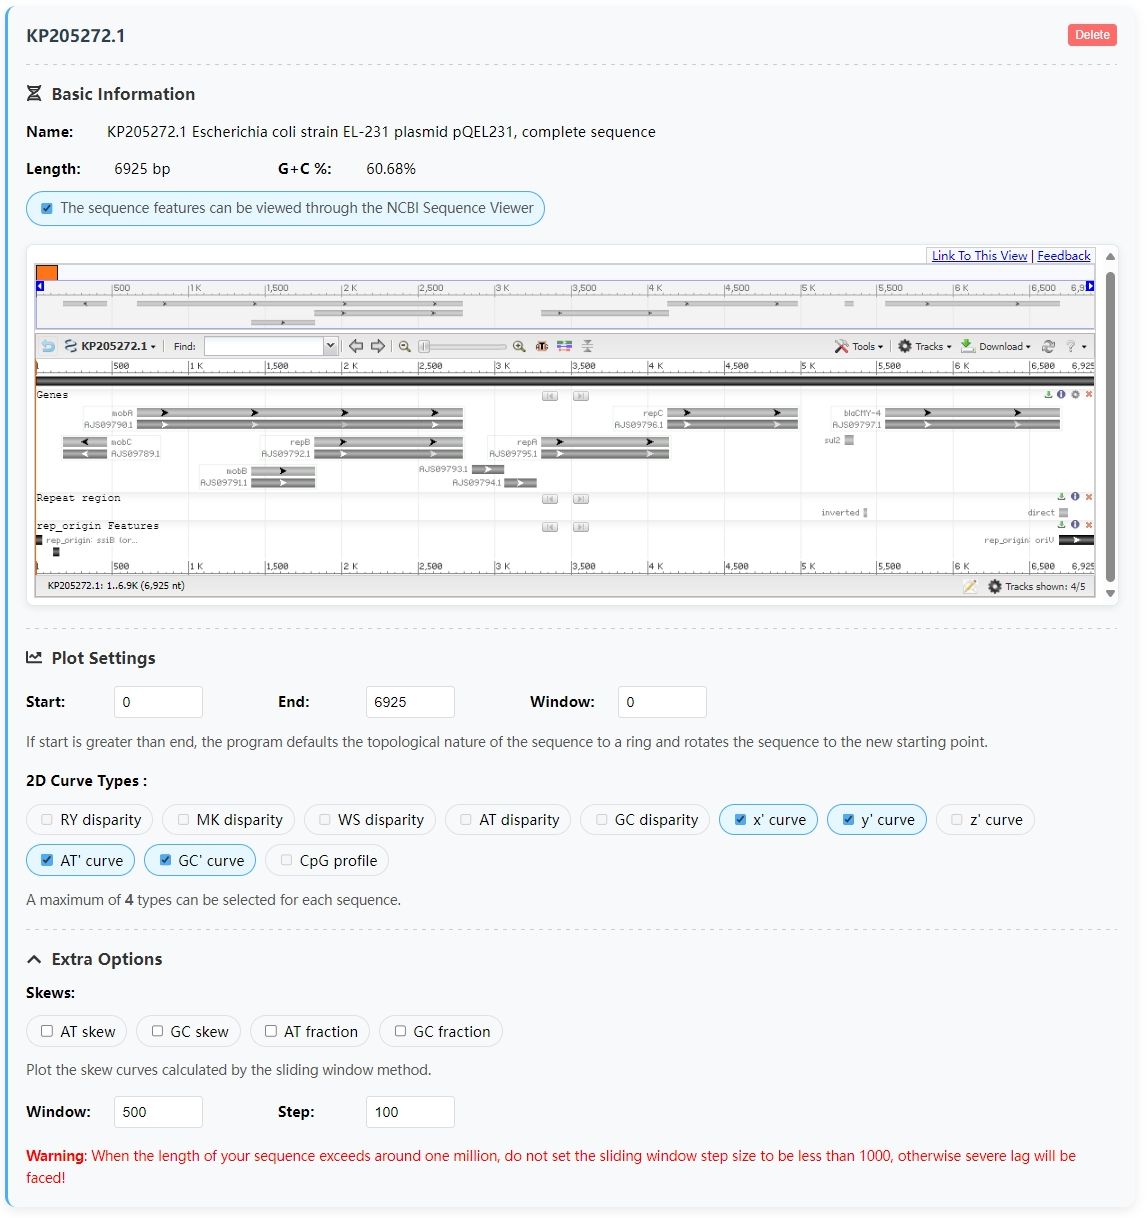 KP205272.1 Delete
Basic Information
Name: KP205272.1 Escherichia coli strain EL-231 plasmid pQEL231, complete sequence
Length: 6925 bp G+C %: 60.68%
The sequence features can be viewed through the NCBI Sequence Viewer
Link To This View | Feedback
500 1 K 1,500 2 K 2,500 3 K 3,500 4 K 4,500 5 K 5,500 6 K 6,500 6,92
KP205272.1 Find: Tools Tracks Download ?
1 500 1 K 1,500 2 K 2,500 3 K 3,500 4 K 4,500 5 K 5,500 6 K 6,500 6,925
Genes
mobA repC blaCMY-4
AJS09790.1 AJS09796.1 AJS09797.1
mobC repB repA sul2
AJS09789.1 AJS09792.1 AJS09795.1
mobB AJS09793.1
AJS09791.1 AJS09794.1
Repeat region
inverted direct
rep_origin Features
rep_origin: ssiB (or... rep_origin: oriV
1 500 1 K 1,500 2 K 2,500 3 K 3,500 4 K 4,500 5 K 5,500 6 K 6,500 6,925
KP205272.1: 1..6.9K (6,925 nt) Tracks shown: 4/5
Plot Settings
Start: 0 End: 6925 Window: 0
If start is greater than end, the program defaults the topological nature of the sequence to a ring and rotates the sequence to the new starting point.
2D Curve Types :
RY disparity MK disparity WS disparity AT disparity GC disparity x' curve y' curve z' curve
AT' curve GC' curve CpG profile
A maximum of 4 types can be selected for each sequence.
Extra Options
Skews:
AT skew GC skew AT fraction GC fraction
Plot the skew curves calculated by the sliding window method.
Window: 500 Step: 100
Warning: When the length of your sequence exceeds around one million, do not set the sliding window step size to be less than 1000, otherwise severe lag will be
faced!